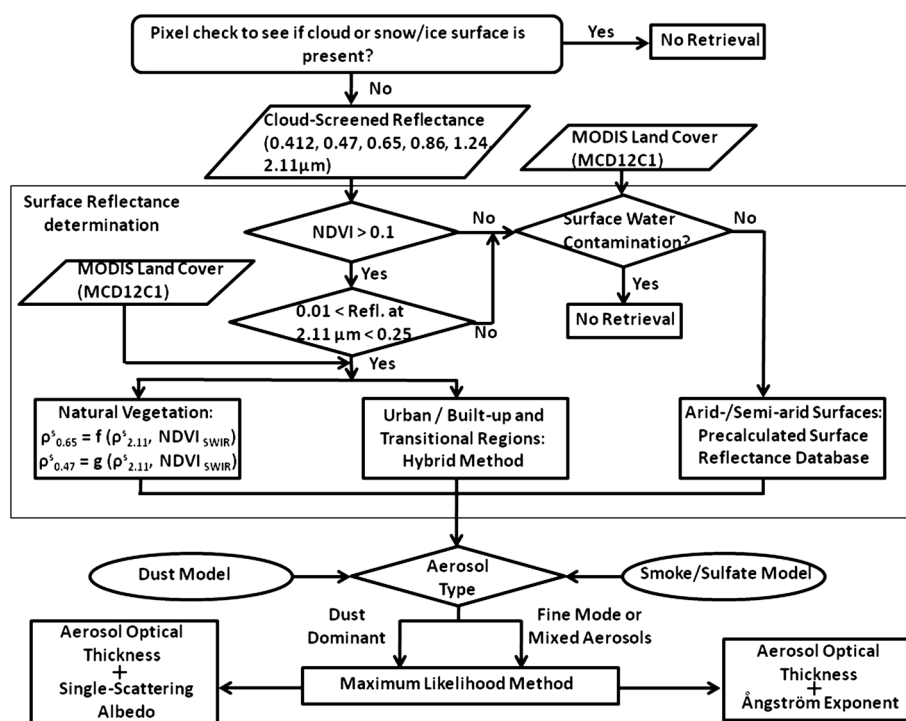 Pixel check to see if cloud or snow/ice surface is
present?
Yes
No Retrieval
No
Cloud-Screened Reflectance
(0.412, 0.47, 0.65, 0.86, 1.24,
2.11μm)
MODIS Land Cover
(MCD12C1)
Surface Reflectance
determination
NDVI > 0.1
No
Surface Water
Contamination?
No
Yes
MODIS Land Cover
(MCD12C1)
0.01 < Refl. at
2.11 μm < 0.25
No
Yes
No Retrieval
Yes
Natural Vegetation:
ρˢ₀.₆₅ = f (ρˢ₂.₁₁, NDVI SWIR)
ρˢ₀.₄₇ = g (ρˢ₂.₁₁, NDVI SWIR)
Urban / Built-up and
Transitional Regions:
Hybrid Method
Arid-/Semi-arid Surfaces:
Precalculated Surface
Reflectance Database
Dust Model
Aerosol
Type
Smoke/Sulfate Model
Dust
Dominant
Fine Mode or
Mixed Aerosols
Aerosol Optical
Thickness
+
Single-Scattering
Albedo
Maximum Likelihood Method
Aerosol Optical
Thickness
+
Ångström Exponent